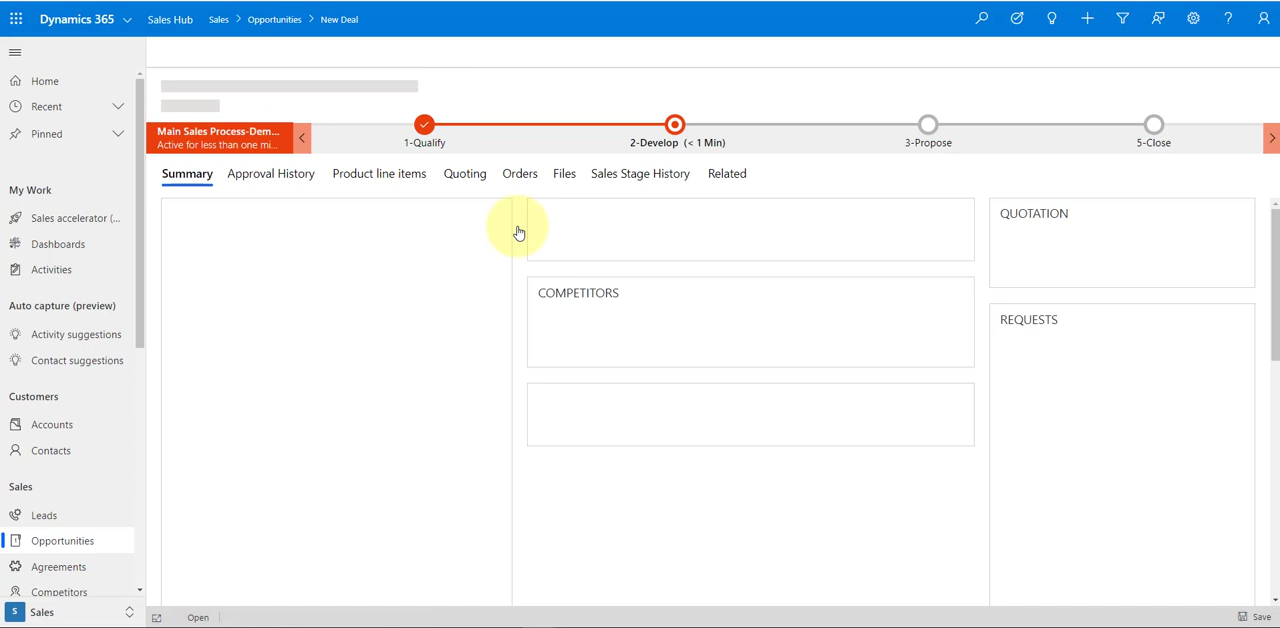 Dynamics 365 Sales Hub Sales Opportunities New Deal
Home
Recent
Pinned
My Work
Sales accelerator (...
Dashboards
Activities
Auto capture (preview)
Activity suggestions
Contact suggestions
Customers
Accounts
Contacts
Sales
Leads
Opportunities
Agreements
Competitors
S Sales
Main Sales Process-Dem...
Active for less than one mi...
1-Qualify
2-Develop (< 1 Min)
3-Propose
5-Close
Summary Approval History Product line items Quoting Orders Files Sales Stage History Related
COMPETITORS
QUOTATION
REQUESTS
Open
Save